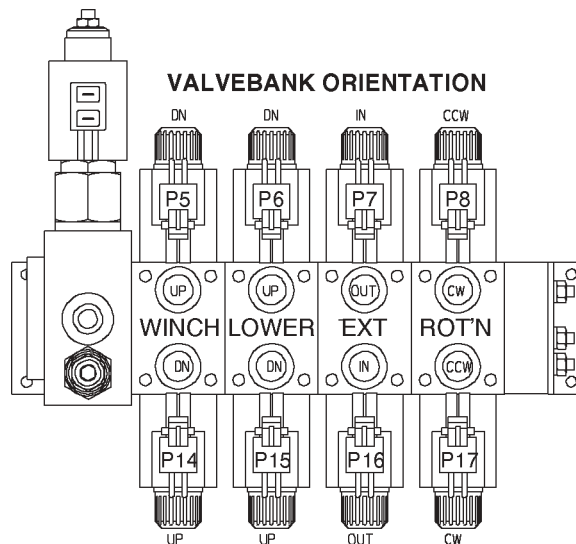 VALVEBANK ORIENTATION
DN DN IN CCW
P5 P6 P7 P8
UP UP OUT CW
WINCH LOWER EXT ROT'N
DN DN IN CCW
P14 P15 P16 P17
UP UP OUT CW